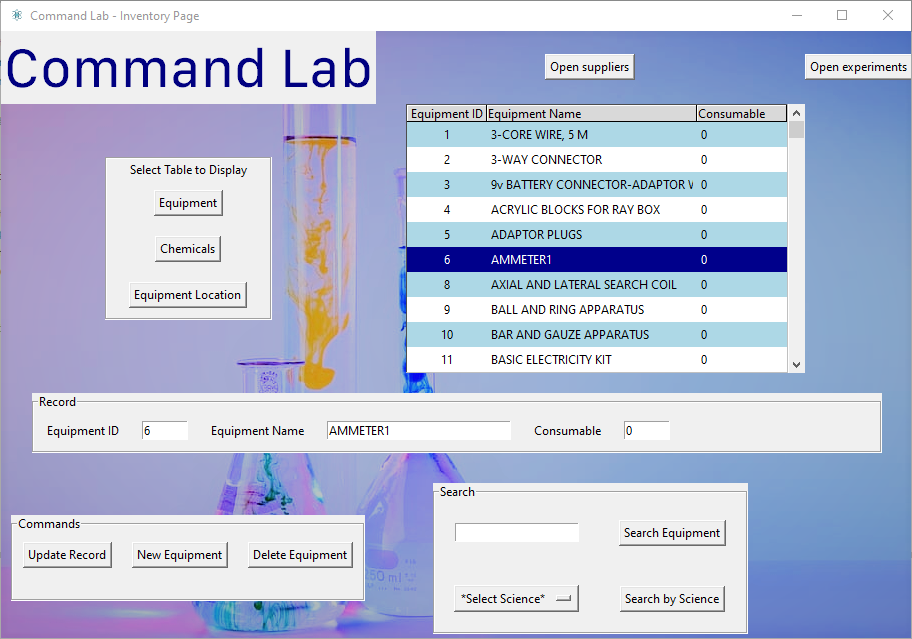 Command Lab - Inventory Page
Command Lab
Open suppliers
Open experiments
Equipment ID Equipment Name Consumable
1 3-CORE WIRE, 5 M 0
2 3-WAY CONNECTOR 0
3 9v BATTERY CONNECTOR-ADAPTOR 0
4 ACRYLIC BLOCKS FOR RAY BOX 0
5 ADAPTOR PLUGS 0
6 AMMETER1 0
8 AXIAL AND LATERAL SEARCH COIL 0
9 BALL AND RING APPARATUS 0
10 BAR AND GAUZE APPARATUS 0
11 BASIC ELECTRICITY KIT 0
Select Table to Display
Equipment
Chemicals
Equipment Location
Record
Equipment ID 6 Equipment Name AMMETER1 Consumable 0
Commands
Update Record New Equipment Delete Equipment
Search
Search Equipment
*Select Science* Search by Science